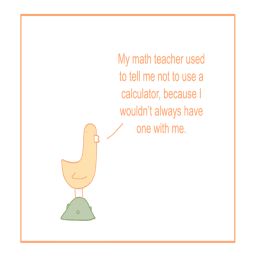 My math teacher used
to tell me not to use a
calculator, because I
wouldn't always have
one with me.